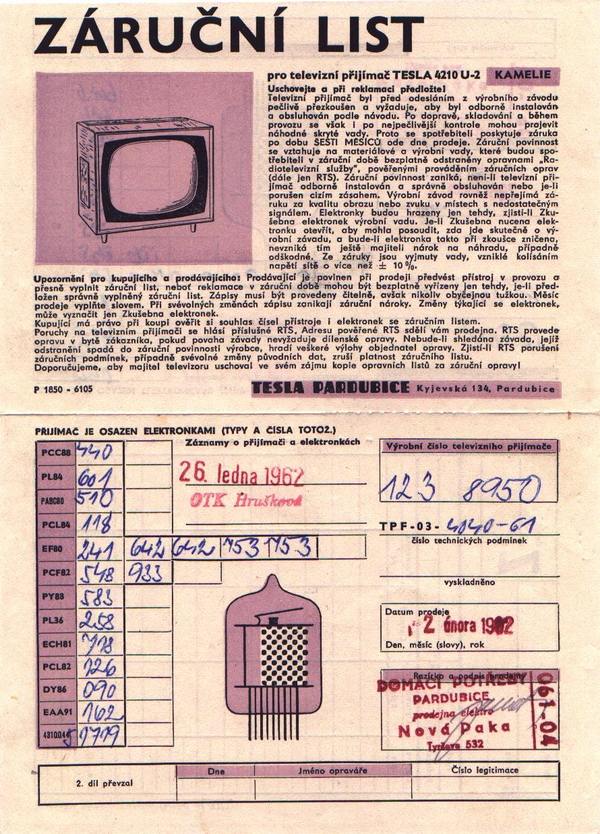 ZÁRUČNÍ LIST
pro televizní přijímač TESLA 4210 U-2 KAMELIE
Uschovejte a při reklamaci předložte!
Televizní přijímač byl před odesláním z výrobního závodu
pečlivě přezkoušen a vyžaduje, aby byl odborně instalován
a obsluhován podle návodu. Po dopravě, skladování a během
provozu se však i po nejpečlivější kontrole mohou projevit
náhodné skryté vady. Proto se spotřebiteli poskytuje záruka
po dobu ŠESTI MĚSÍCŮ ode dne prodeje. Záruční povinnost
se vztahuje na materiálové a výrobní vady, které budou spo-
třebiteli v záruční době bezplatně odstraněny opravnami „Ra-
diotelevizní služby", pověřenými prováděním záručních oprav
(dále jen RTS). Záruční povinnost zaniká, není-li televizní při-
jímač odborně instalován a správně obsluhován nebo je-li
porušen cizím zásahem. Výrobní závod rovněž nepřejímá zá-
ruku za kvalitu obrazu nebo zvuku v místech s nedostatečným
signálem. Elektronky budou hrazeny jen tehdy, zjistí-li Zku-
šebna elektronek výrobní vadu. Je-li Zkušebna nucena elek-
tronku otevřít, aby mohla posoudit, zda jde skutečně o vý-
robní závadu, a bude-li elektronka takto při zkoušce zničena,
nevzniká tím ještě majiteli nárok na náhradu, případně
odškodné. Ze záruky jsou vyjmuty vady, vzniklé kolísáním
napětí sítě o více než ± 10%.
Upozornění pro kupujícího a prodávajícího: Prodávající je povinen při prodeji předvést přístroj v provozu a
přesně vyplnit záruční list, neboť reklamace v záruční době mohou být bezplatně vyřízeny jen tehdy, je-li před-
ložen správně vyplněný záruční list. Zápisy musí být provedeny čitelně, avšak nikoliv obyčejnou tužkou. Měsíc
prodeje vyplňte slovem. Při svévolných změnách zápisu zanikají záruční nároky. Změny týkající se elektronek,
může vyznačit jen Zkušebna elektronek.
Kupující má právo při koupi ověřit si souhlas čísel přístroje i elektronek se záručním listem.
Poruchy na televizním přijímači se hlásí příslušné RTS, Adresu pověřené RTS sdělí vám prodejna. RTS provede
opravu v bytě zákazníka, pokud povaha závady nevyžaduje dílenské opravy. Nebude-li shledána závada, jejíž
odstranění spadá do záruční povinnosti výrobce, hradí veškeré výlohy objednatel opravy. Zjistí-li RTS porušení
záručních podmínek, případně svévolné změny původních dat, zruší platnost záručního listu.
Doporučujeme, aby majitel televizoru uschoval ve svém zájmu kopie opravních listů za záruční opravy!
P 1850 - 6105 TESLA PARDUBICE Kyjevská 134, Pardubice
PŘIJÍMAČ JE OSAZEN ELEKTRONKAMI (TYPY A ČÍSLA TOTOŽ.)
Záznamy o přijímači a elektronkách
Výrobní číslo televizního přijímače
PCC88 440
PL84 601
PABC80 510
PCL84 118
EF80 241 642 642 753 753
PCF82 548 933
PY88 583
PL36 258
ECH81 718
PCL82 126
DY86 090
EAA91 162
26. ledna 1962
OTK Hrušková
123 8950
TPF-03- 4040-61
číslo technických podmínek
vyskladněno
Datum prodeje
2. února 1962
Den, měsíc (slovy), rok
Razítko a podpis prodejny
DOMÁCÍ POTŘEBY
PARDUBICE
prodejna elektro
Nová Paka
Tyršova 532
061-04
2. díl převzal
Dne
Jméno opraváře
Číslo legitimace